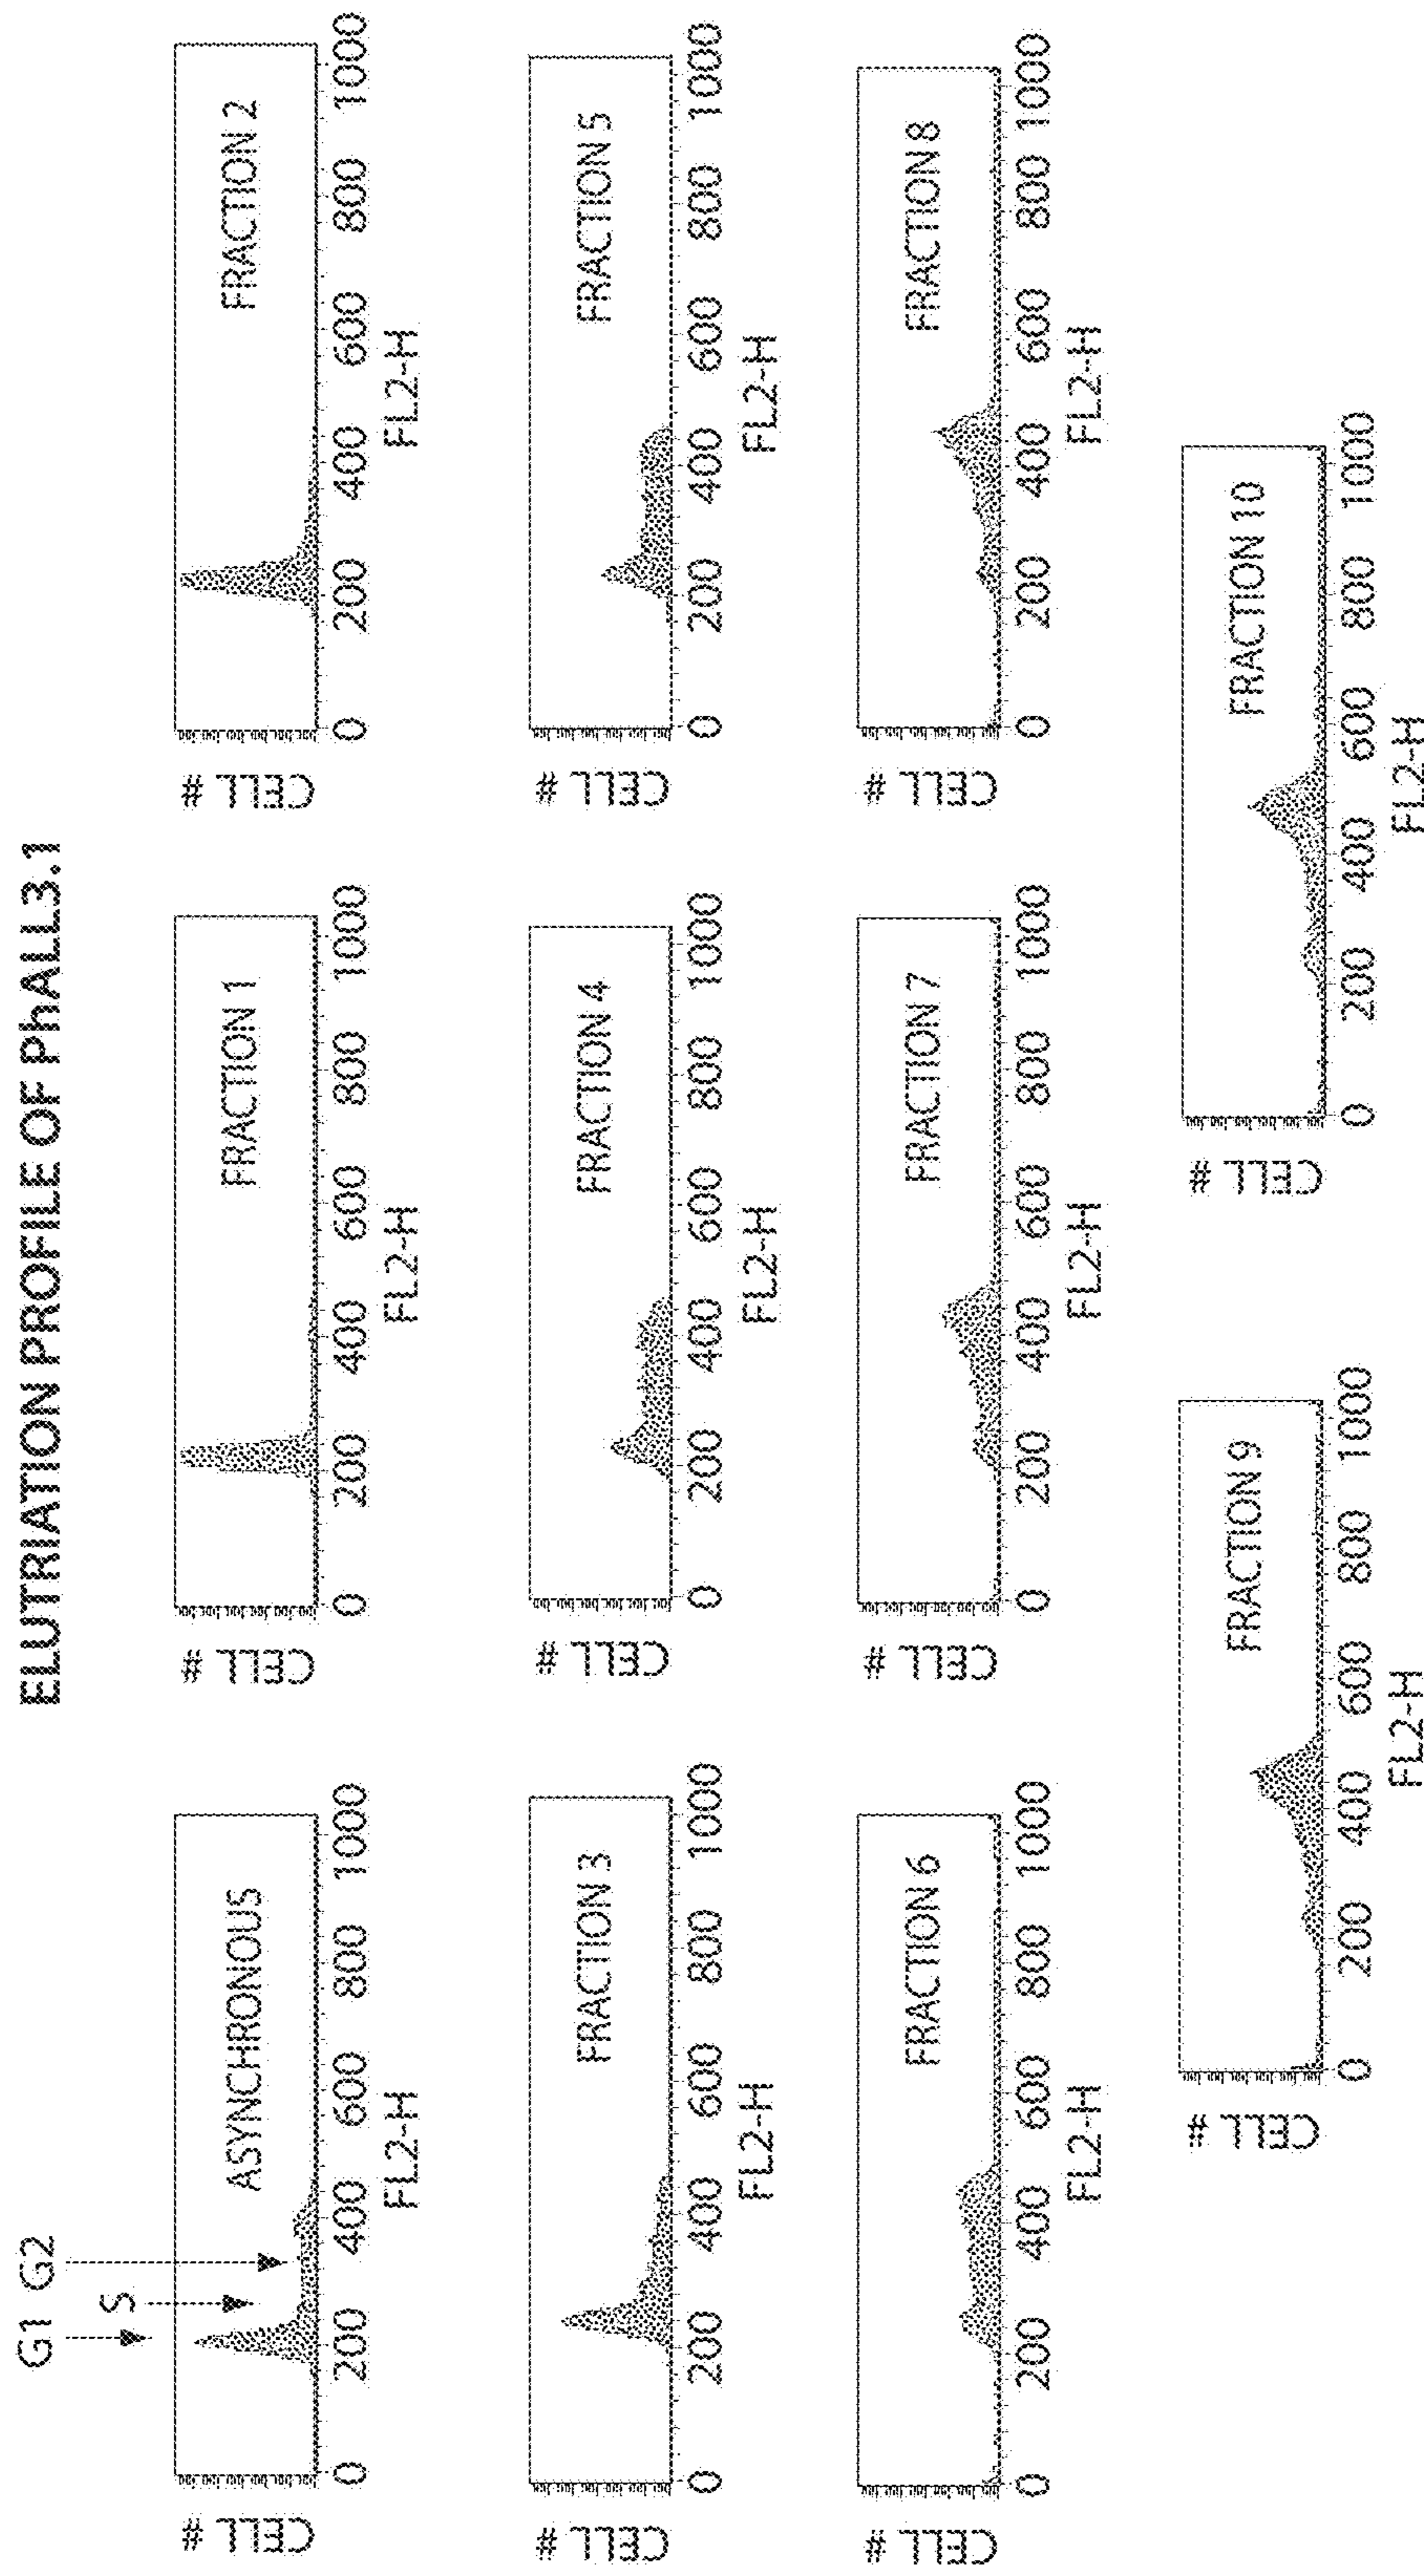 ELUTRIATION PROFILE OF PhALL3.1
G1 G2
S
CELL #
ASYNCHRONOUS
0 200 400 600 800 1000
FL2-H
CELL #
FRACTION 1
0 200 400 600 800 1000
FL2-H
CELL #
FRACTION 2
0 200 400 600 800 1000
FL2-H
CELL #
FRACTION 3
0 200 400 600 800 1000
FL2-H
CELL #
FRACTION 4
0 200 400 600 800 1000
FL2-H
CELL #
FRACTION 5
0 200 400 600 800 1000
FL2-H
CELL #
FRACTION 6
0 200 400 600 800 1000
FL2-H
CELL #
FRACTION 7
0 200 400 600 800 1000
FL2-H
CELL #
FRACTION 8
0 200 400 600 800 1000
FL2-H
CELL #
FRACTION 9
0 200 400 600 800 1000
FL2-H
CELL #
FRACTION 10
0 200 400 600 800 1000
FL2-H